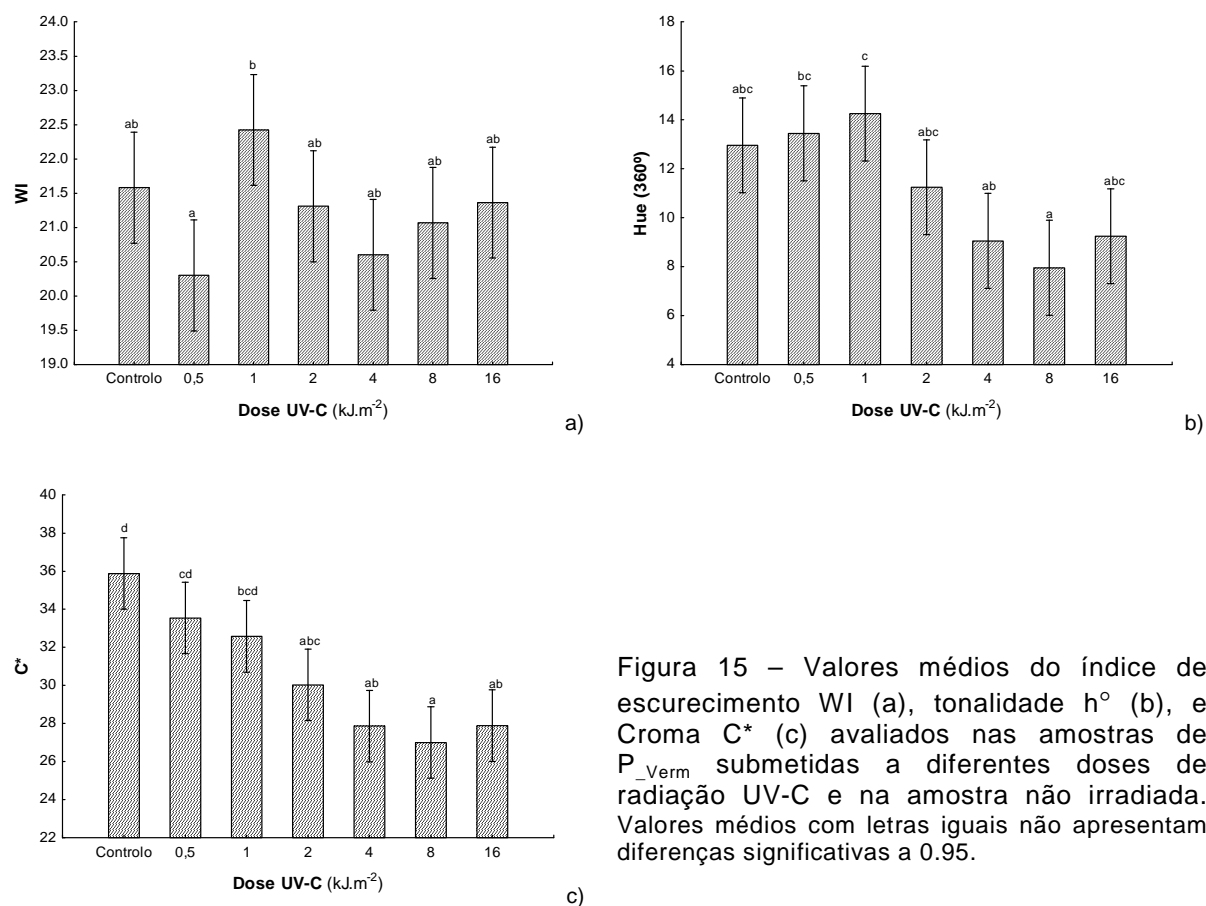 24.0
23.5
23.0
22.5
22.0
21.5
21.0
20.5
20.0
19.5
19.0
WI
ab
a
b
ab
ab
ab
ab
Controlo 0,5 1 2 4 8 16
Dose UV-C (kJ.m-2)
a)
18
16
14
12
10
8
6
4
Hue (360º)
abc
bc
c
abc
ab
a
abc
Controlo 0,5 1 2 4 8 16
Dose UV-C (kJ.m-2)
b)
40
38
36
34
32
30
28
26
24
22
C*
d
cd
bcd
abc
ab
a
ab
Controlo 0,5 1 2 4 8 16
Dose UV-C (kJ.m-2)
c)
Figura 15 – Valores médios do índice de
escurecimento WI (a), tonalidade h° (b), e
Croma C* (c) avaliados nas amostras de
P_Verm submetidas a diferentes doses de
radiação UV-C e na amostra não irradiada.
Valores médios com letras iguais não apresentam
diferenças significativas a 0.95.